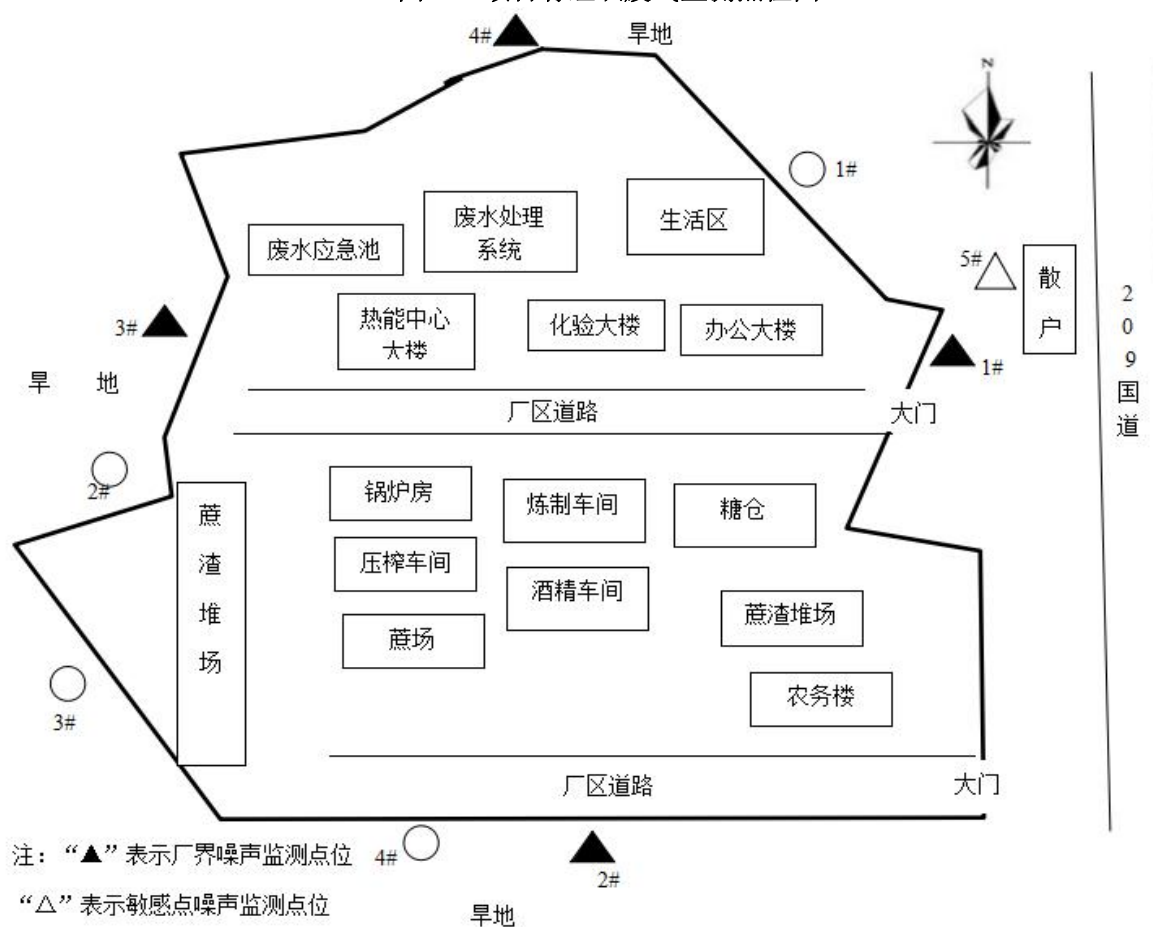 4#
旱地
N
1#
生活区
废水处理
系统
废水应急池
5#
散
户
热能中心
大楼
化验大楼
办公大楼
3#
1#
209国道
旱 地
厂区道路
大门
2#
蔗
渣
堆
场
锅炉房
炼制车间
糖仓
压榨车间
酒精车间
蔗渣堆场
蔗场
农务楼
3#
厂区道路
大门
注：“▲”表示厂界噪声监测点位
4#
2#
“△”表示敏感点噪声监测点位
旱地